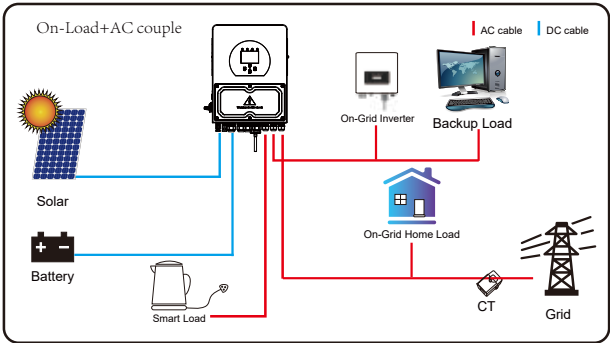 On-Load+AC couple
AC cable
DC cable
On-Grid Inverter
Backup Load
Solar
On-Grid Home Load
Battery
Smart Load
CT
Grid